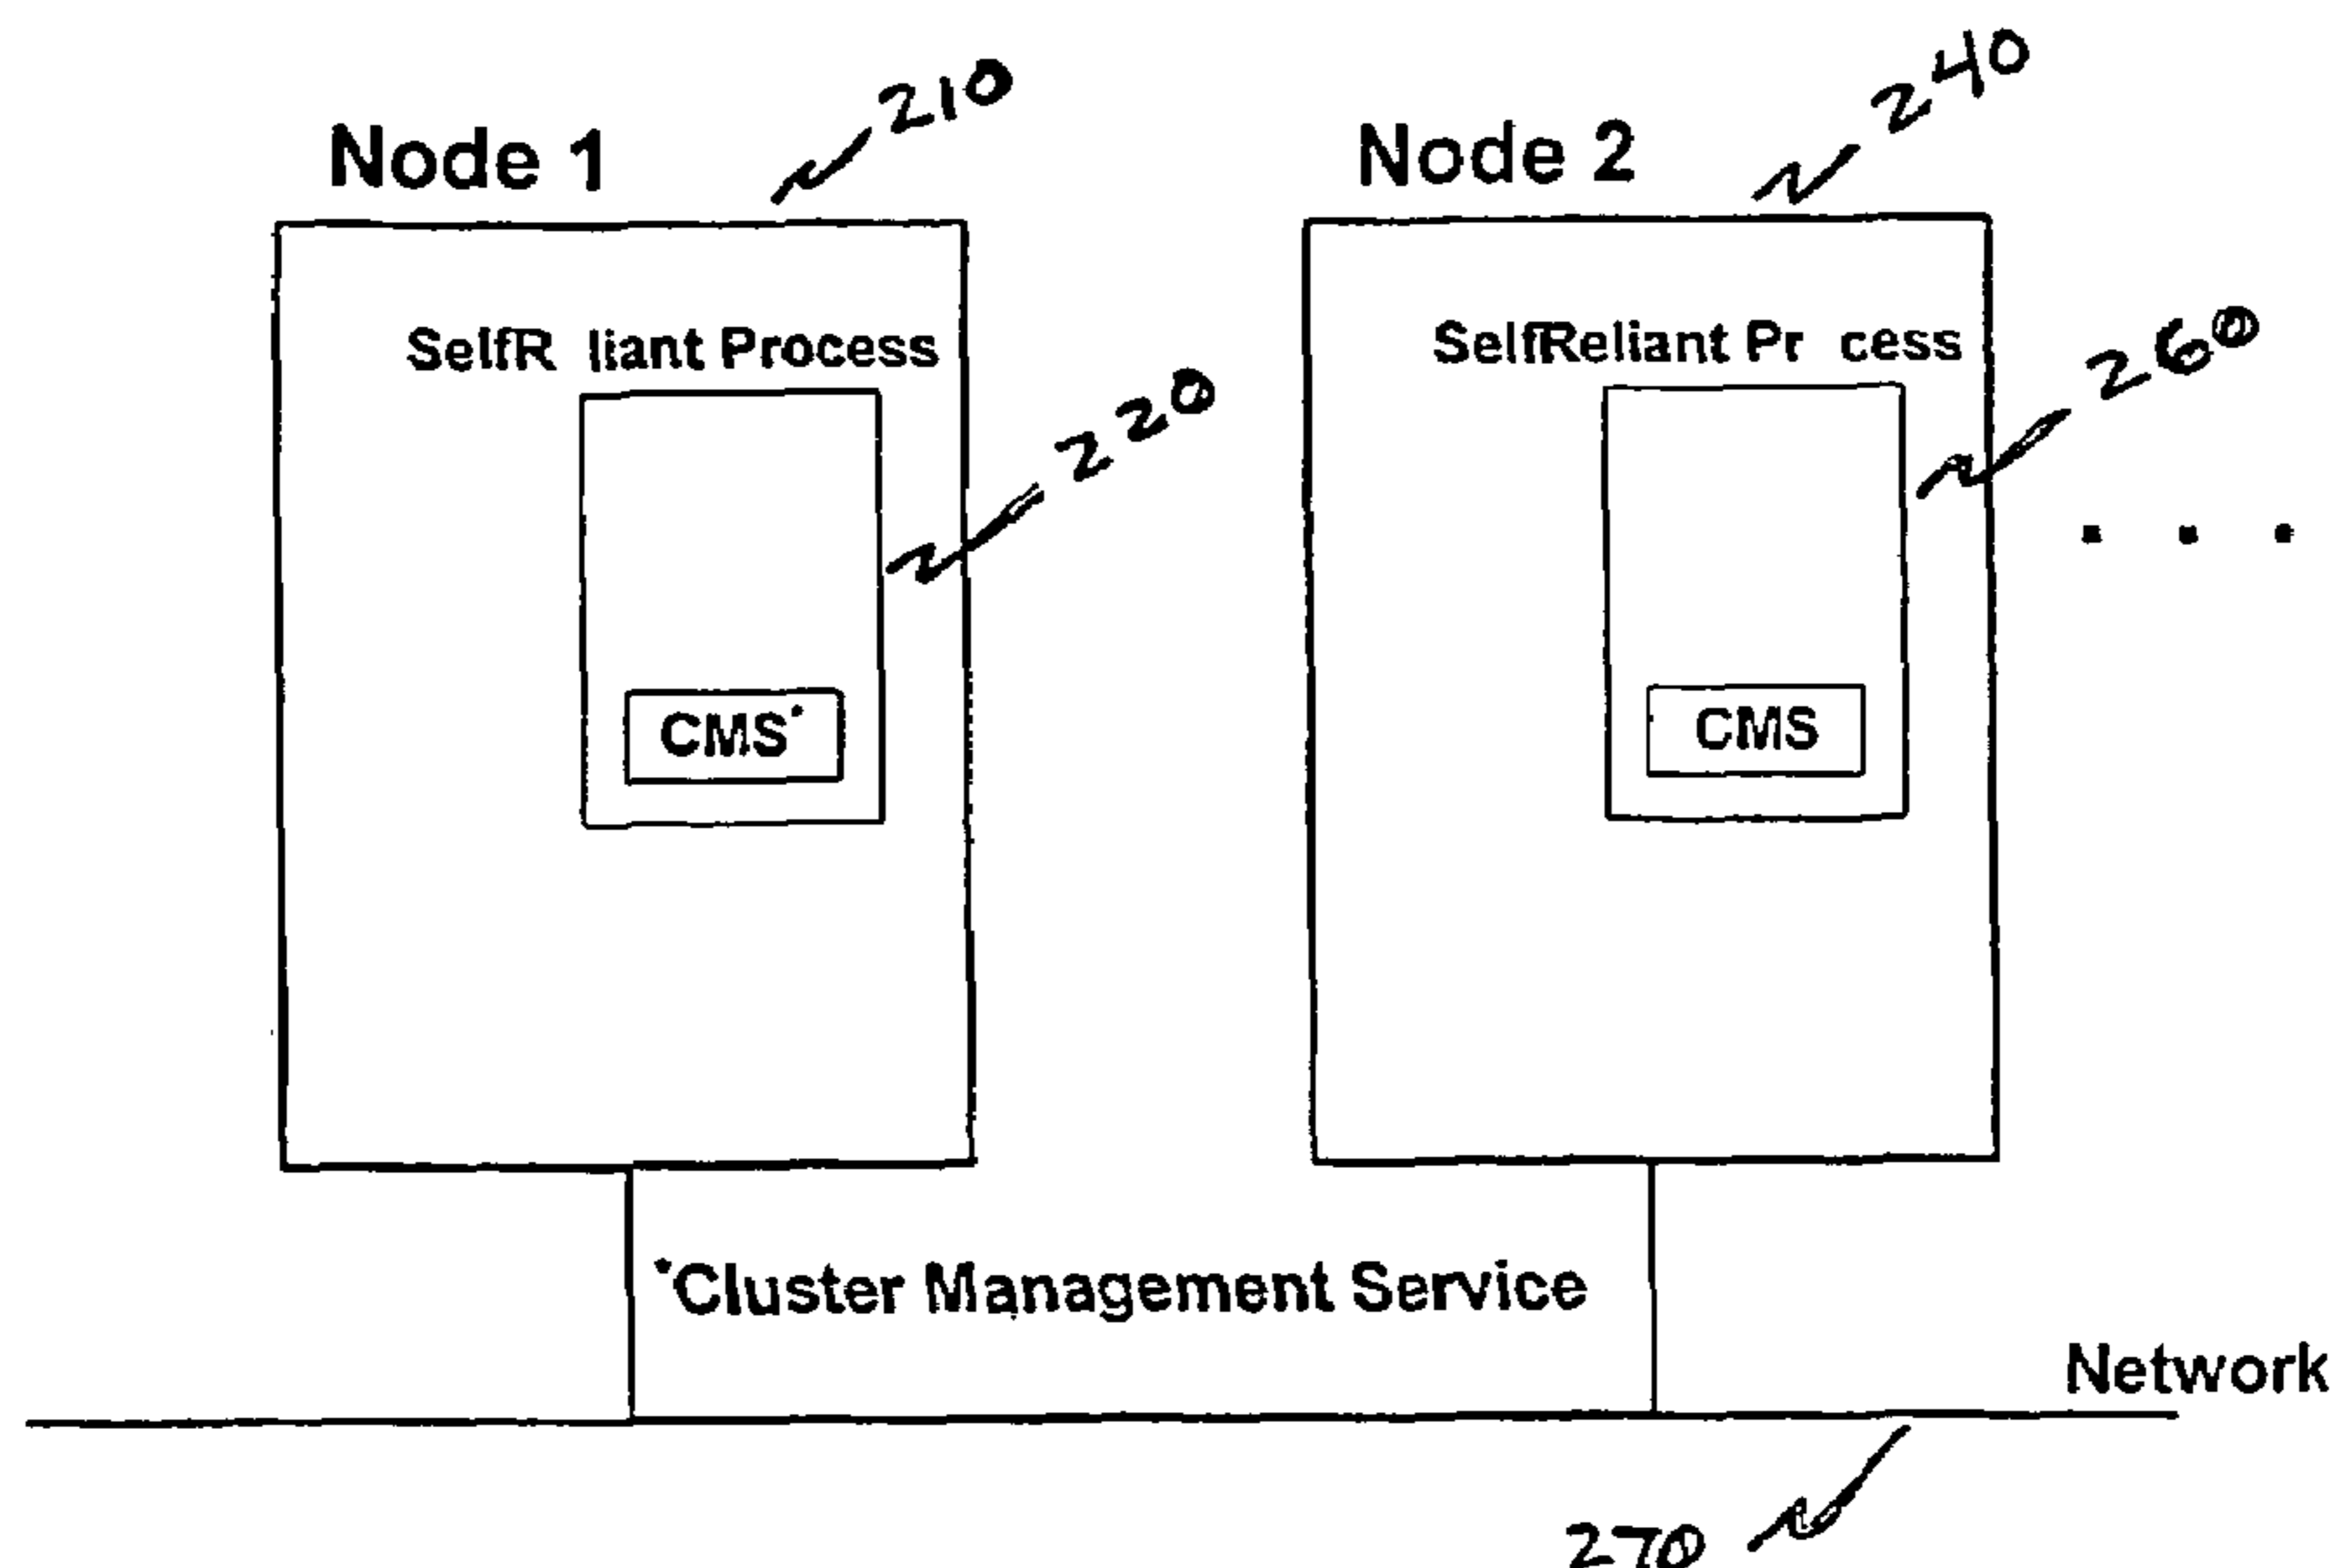 210
240
Node 1
Node 2
SelfR liant Process
SelfReliant Pr cess
260
220
CMS*
CMS
*Cluster Management Service
Network
270